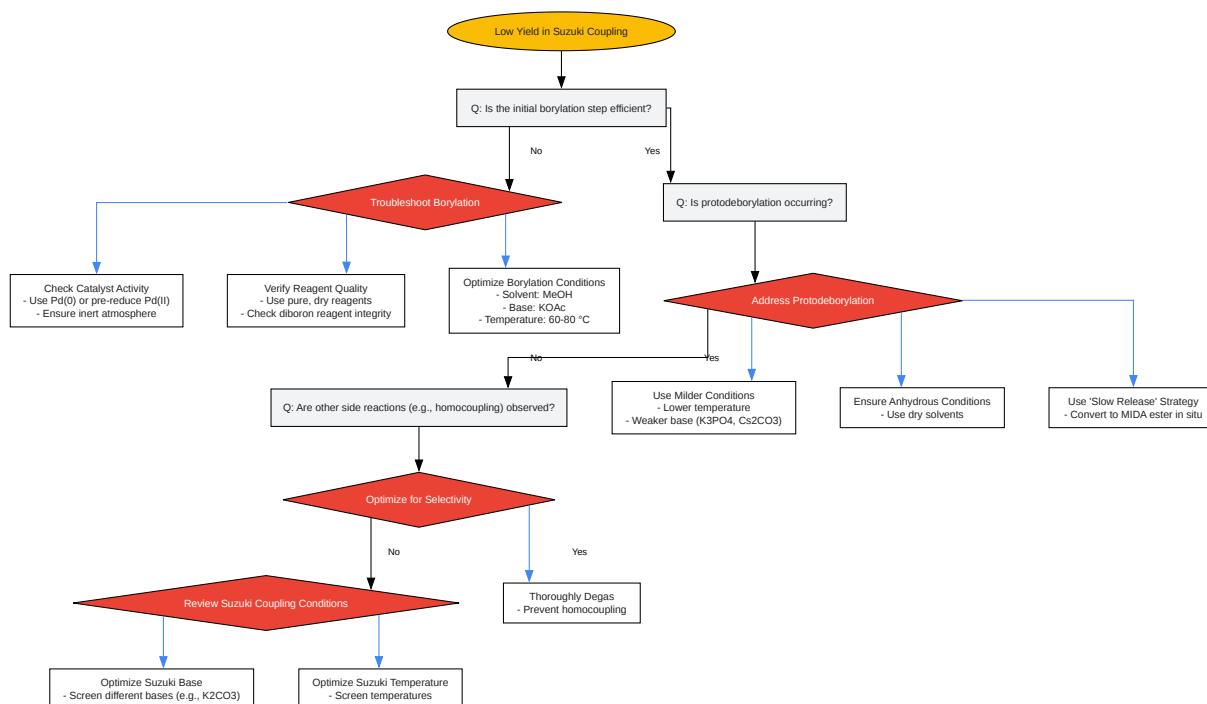 Low Yield in Suzuki Coupling
Q: Is the initial borylation step efficient?
No
Yes
Troubleshoot Borylation
Q: Is protodeborylation occurring?
Check Catalyst Activity
- Use Pd(0) or pre-reduce Pd(II)
- Ensure inert atmosphere
Verify Reagent Quality
- Use pure, dry reagents
- Check diboron reagent integrity
Optimize Borylation Conditions
- Solvent: MeOH
- Base: KOAc
- Temperature: 60-80 °C
Address Protodeborylation
No
Yes
Q: Are other side reactions (e.g., homocoupling) observed?
Use Milder Conditions
- Lower temperature
- Weaker base (K3PO4, Cs2CO3)
Ensure Anhydrous Conditions
- Use dry solvents
Use 'Slow Release' Strategy
- Convert to MIDA ester in situ
Optimize for Selectivity
No
Yes
Review Suzuki Coupling Conditions
Thoroughly Degas
- Prevent homocoupling
Optimize Suzuki Base
- Screen different bases (e.g., K2CO3)
Optimize Suzuki Temperature
- Screen temperatures